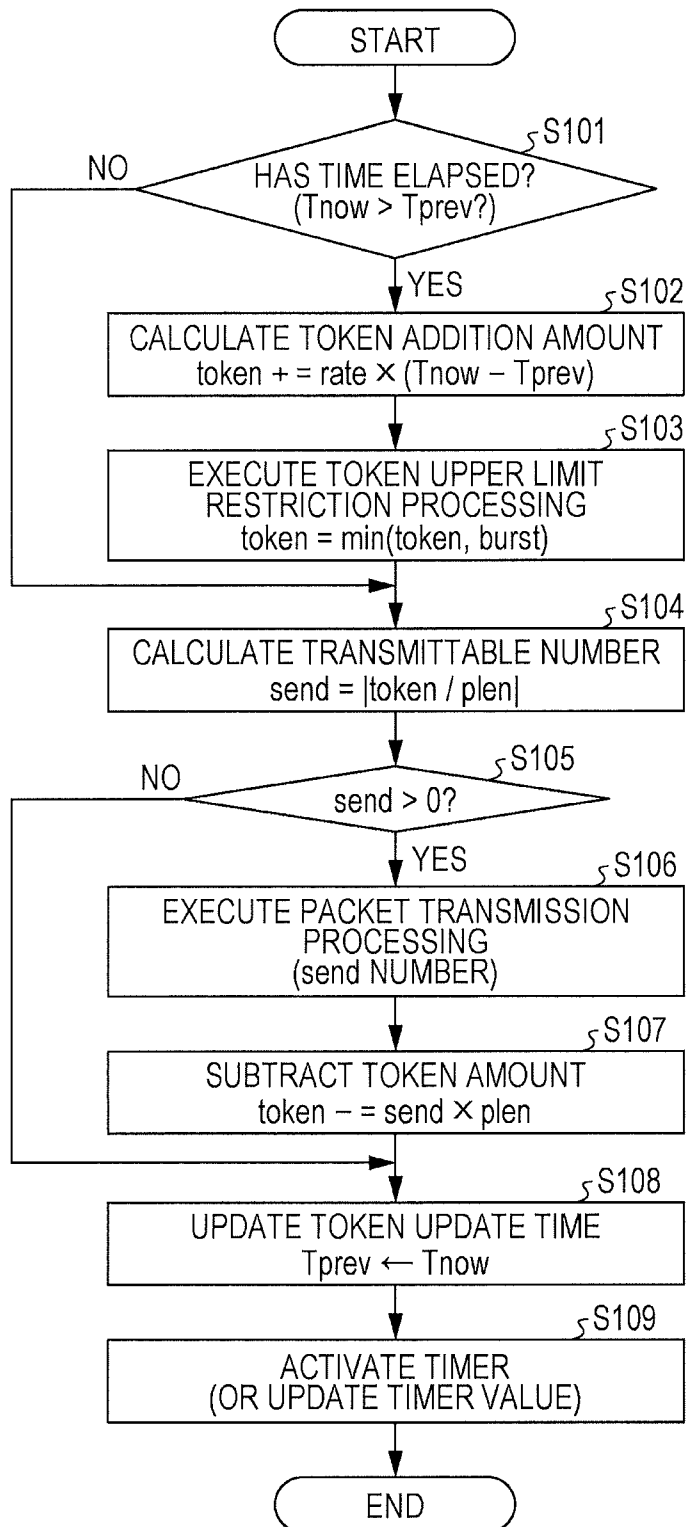 START
S101
NO
HAS TIME ELAPSED?
(Tnow > Tprev?)
YES
S102
CALCULATE TOKEN ADDITION AMOUNT
token + = rate × (Tnow – Tprev)
S103
EXECUTE TOKEN UPPER LIMIT
RESTRICTION PROCESSING
token = min(token, burst)
S104
CALCULATE TRANSMITTABLE NUMBER
send = |token / plen|
S105
NO
send > 0?
YES
S106
EXECUTE PACKET TRANSMISSION
PROCESSING
(send NUMBER)
S107
SUBTRACT TOKEN AMOUNT
token – = send × plen
S108
UPDATE TOKEN UPDATE TIME
Tprev ← Tnow
S109
ACTIVATE TIMER
(OR UPDATE TIMER VALUE)
END